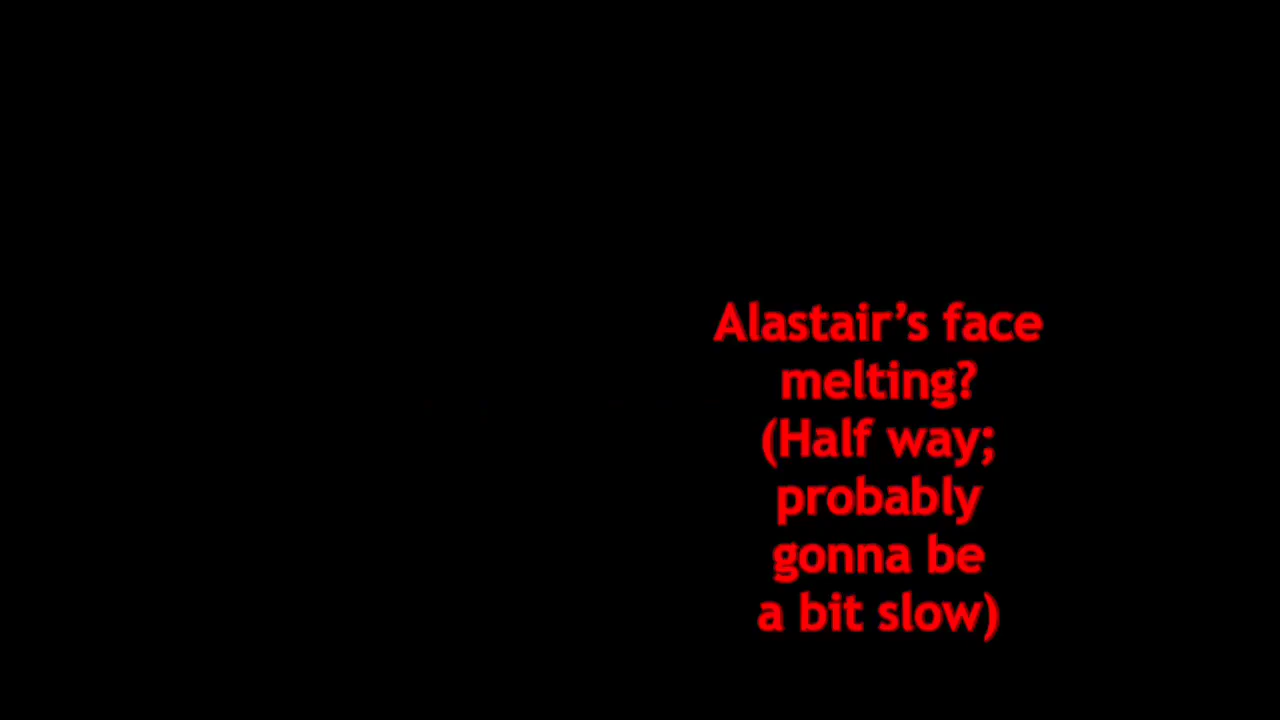 Alastair’s face
melting?
(Half way;
probably
gonna be
a bit slow)